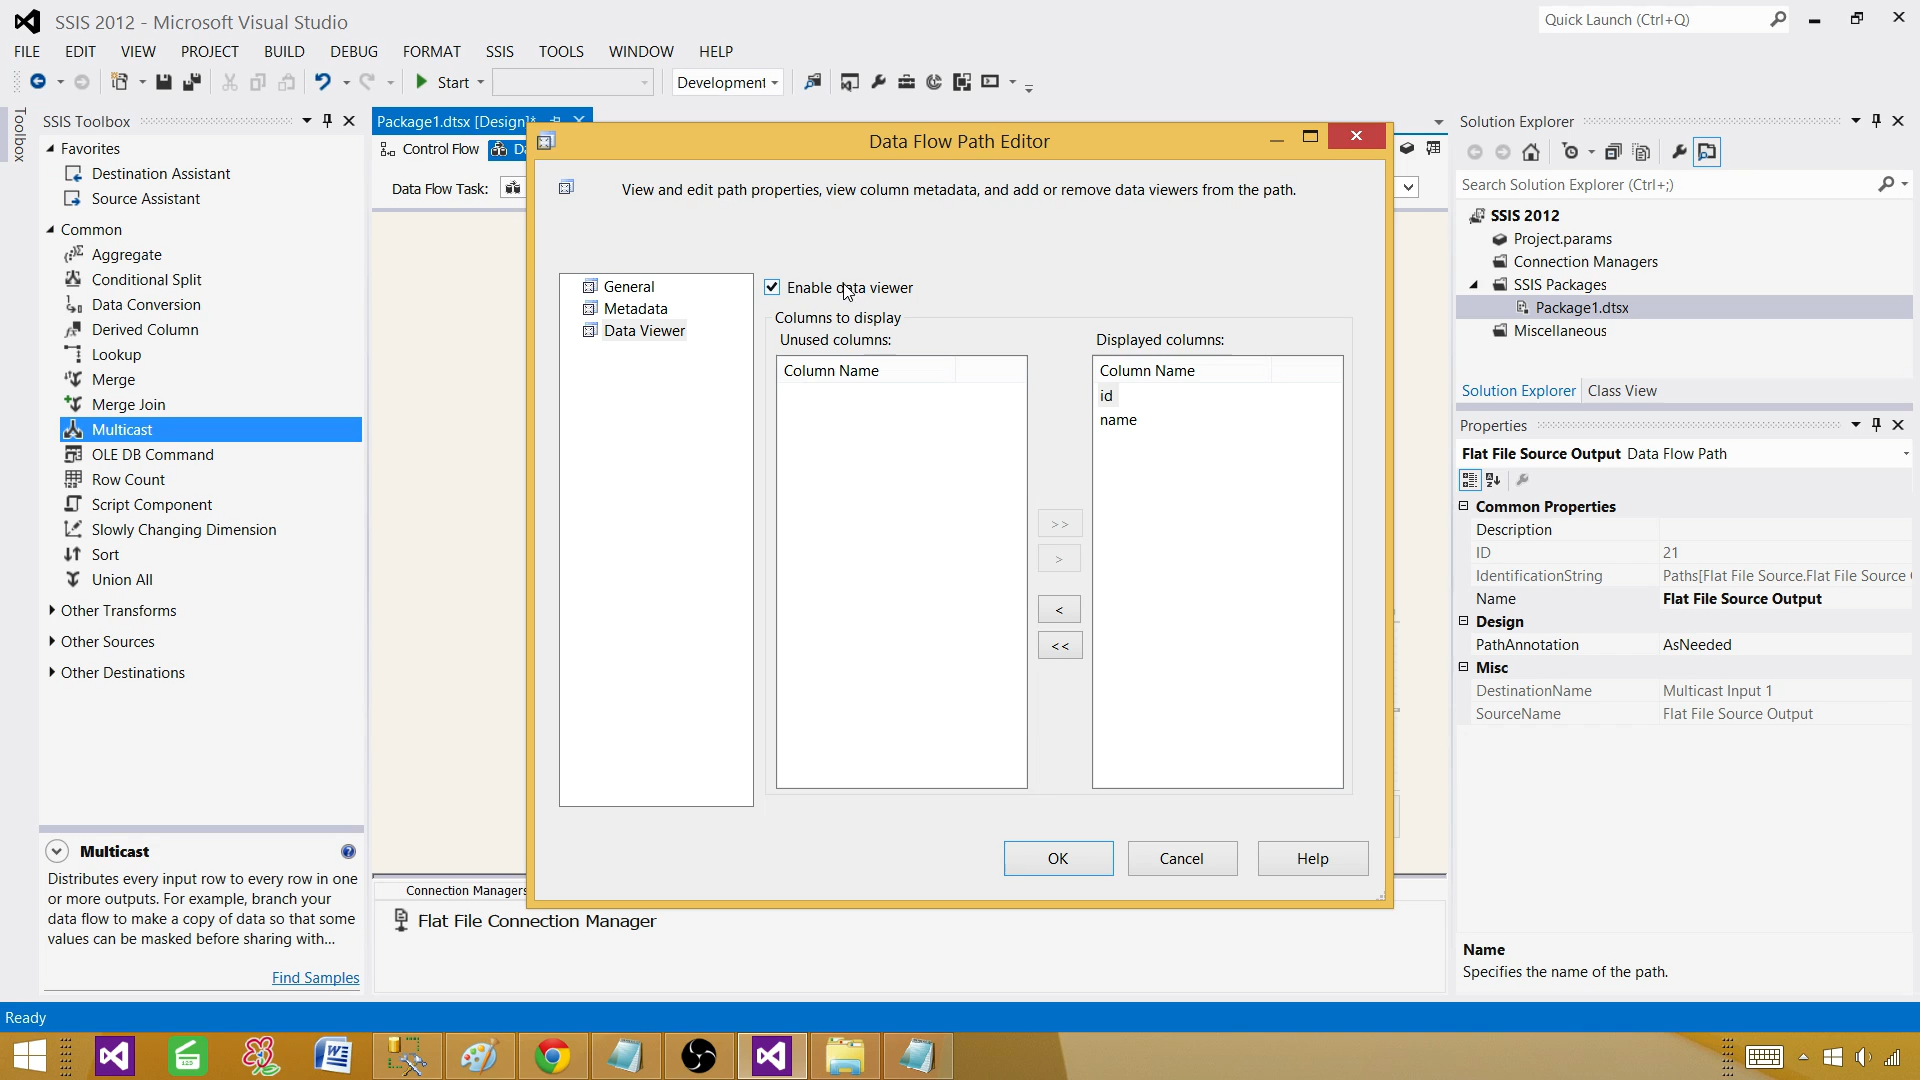 SSIS 2012 - Microsoft Visual Studio
Quick Launch (Ctrl+Q)
FILE EDIT VIEW PROJECT BUILD DEBUG FORMAT SSIS TOOLS WINDOW HELP
Start
Development
Toolbox
SSIS Toolbox
Favorites
Destination Assistant
Source Assistant
Common
Aggregate
Conditional Split
Data Conversion
Derived Column
Lookup
Merge
Merge Join
Multicast
OLE DB Command
Row Count
Script Component
Slowly Changing Dimension
Sort
Union All
Other Transforms
Other Sources
Other Destinations
Multicast
Distributes every input row to every row in one
or more outputs. For example, branch your
data flow to make a copy of data so that some
values can be masked before sharing with...
Find Samples
Package1.dtsx [Design]*
Control Flow
Data Flow Task:
Data Flow Path Editor
View and edit path properties, view column metadata, and add or remove data viewers from the path.
General
Metadata
Data Viewer
Enable data viewer
Columns to display
Unused columns:
Displayed columns:
Column Name
Column Name
id
name
>>
>
<
<<
OK Cancel Help
Connection Managers
Flat File Connection Manager
Solution Explorer
Search Solution Explorer (Ctrl+;)
SSIS 2012
Project.params
Connection Managers
SSIS Packages
Package1.dtsx
Miscellaneous
Solution Explorer Class View
Properties
Flat File Source Output Data Flow Path
Common Properties
Description
ID 21
IdentificationString Paths[Flat File Source.Flat File Source
Name Flat File Source Output
Design
PathAnnotation AsNeeded
Misc
DestinationName Multicast Input 1
SourceName Flat File Source Output
Name
Specifies the name of the path.
Ready